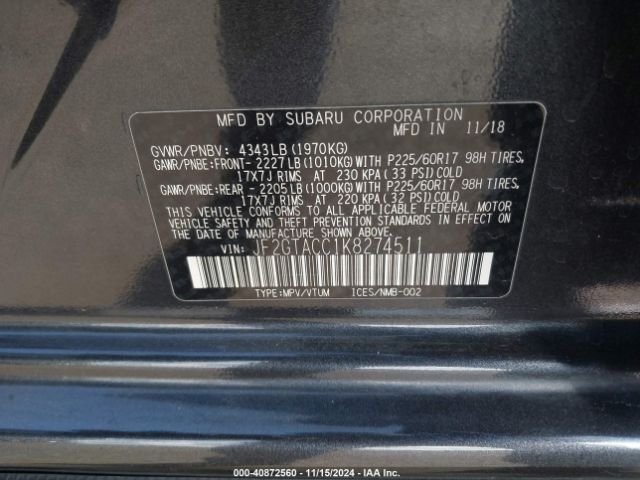 MFD BY SUBARU CORPORATION
MFD IN 11/18
GVWR/PNBV: 4343LB(1970KG)
GAWR/PNBE:FRONT- 2227LB(1010KG)WITH P225/60R17 98H TIRES,
17X7J RIMS AT 230 KPA(33 PSI)COLD
GAWR/PNBE:REAR - 2205LB(1000KG)WITH P225/60R17 98H TIRES,
17X7J RIMS AT 220 KPA(32 PSI)COLD
THIS VEHICLE CONFORMS TO ALL APPLICABLE FEDERAL MOTOR
VEHICLE SAFETY AND THEFT PREVENTION STANDARDS IN EFFECT
ON THE DATE OF MANUFACTURE SHOWN ABOVE.
VIN: JF2GTACC1K8274511
TYPE:MPV/VTUM ICES/NMB-002
000-40872560 - 11/15/2024 - IAA Inc.